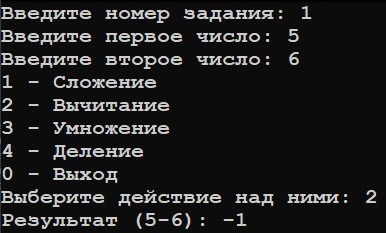 Введите номер задания: 1
Введите первое число: 5
Введите второе число: 6
1 - Сложение
2 - Вычитание
3 - Умножение
4 - Деление
0 - Выход
Выберите действие над ними: 2
Результат (5-6): -1